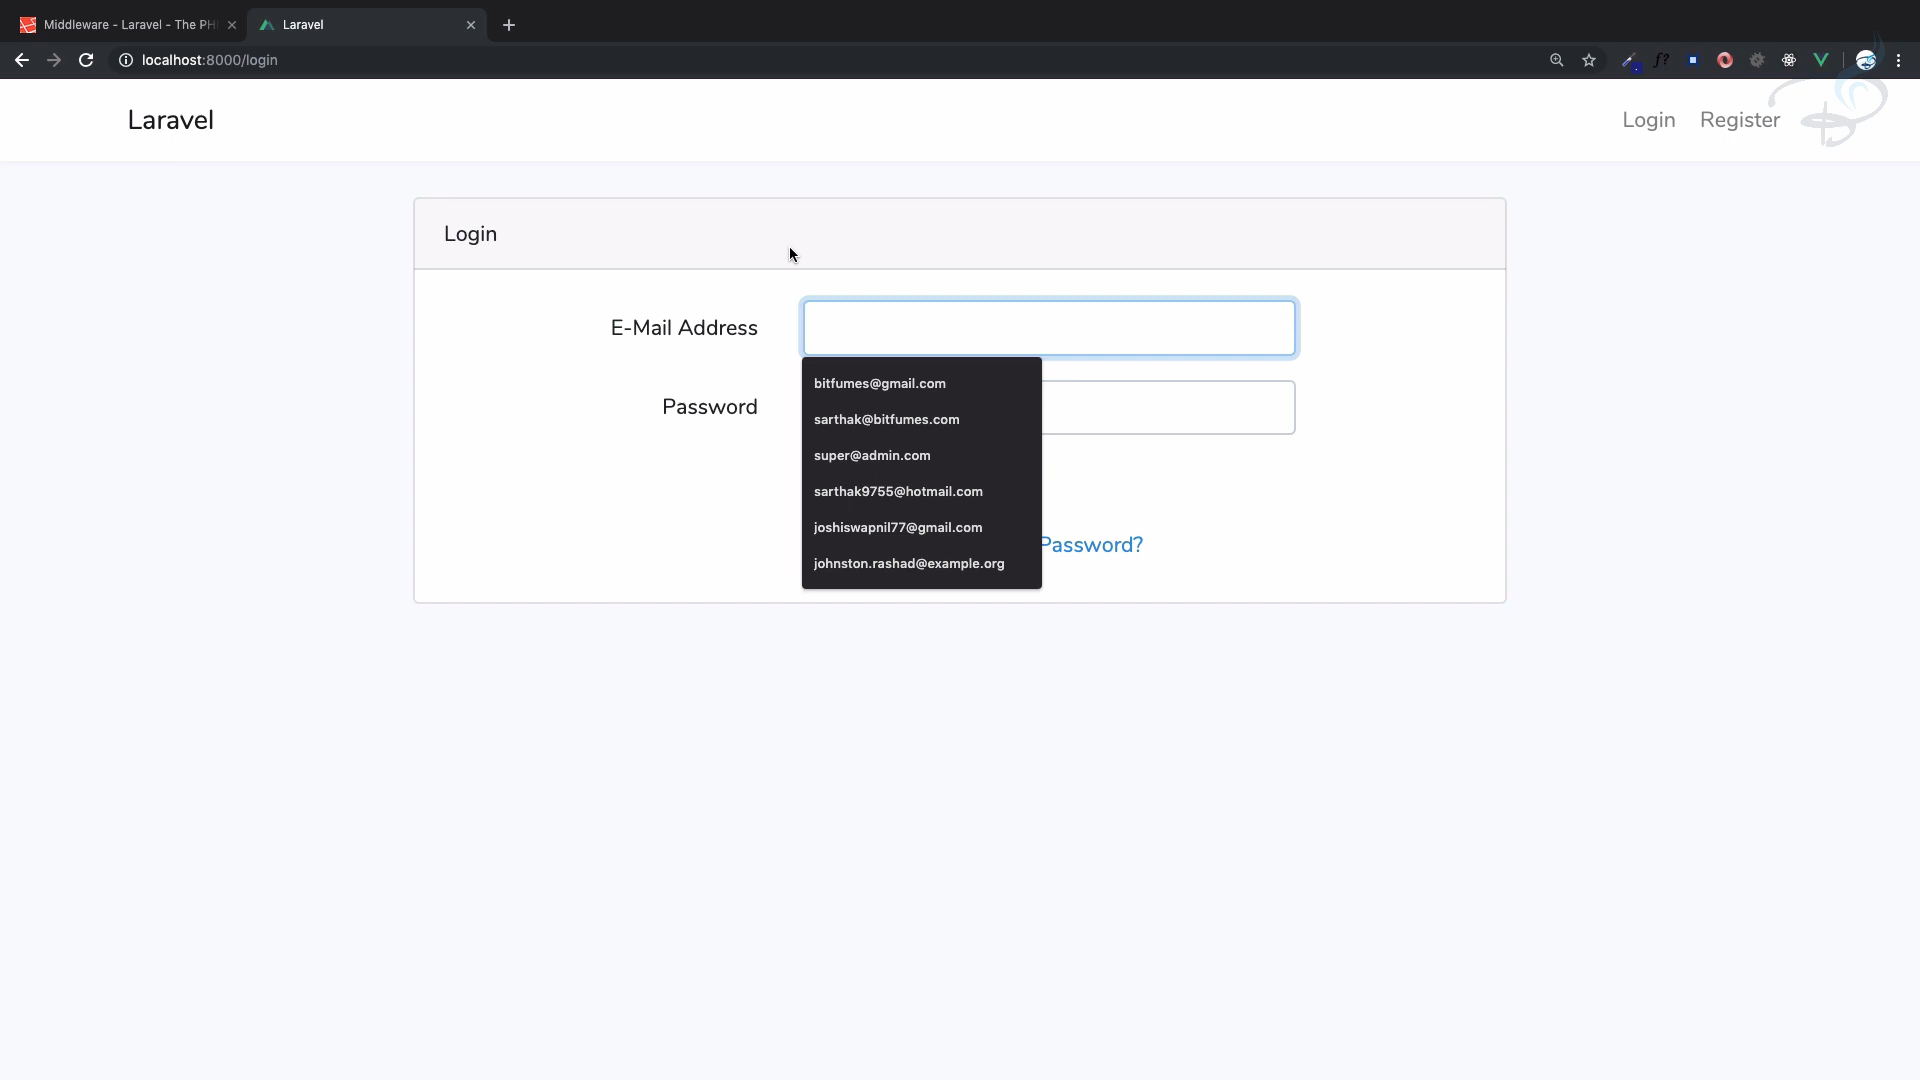 Middleware - Laravel - The PH
Laravel
localhost:8000/login
f?
Laravel
Login
Register
Login
E-Mail Address
bitfumes@gmail.com
Password
sarthak@bitfumes.com
super@admin.com
sarthak9755@hotmail.com
joshiswapnil77@gmail.com
Password?
johnston.rashad@example.org